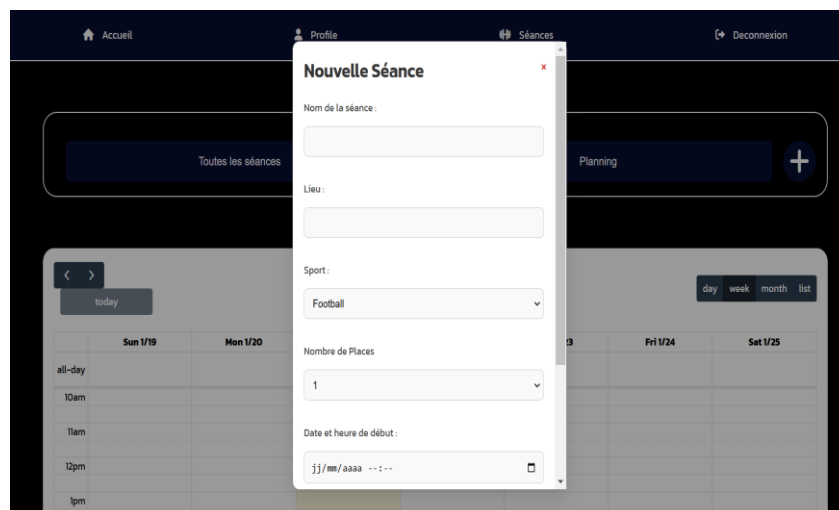 Accueil Profile Séances Deconnexion
Nouvelle Séance x
Nom de la séance :
Toutes les séances Planning
Lieu :
Sport :
Football
today
day week month list
Sun 1/19 Mon 1/20 Fri 1/24 Sat 1/25
Nombre de Places
all-day
1
10am
11am
Date et heure de début :
12pm
jj/mm/aaaa --:--
1pm